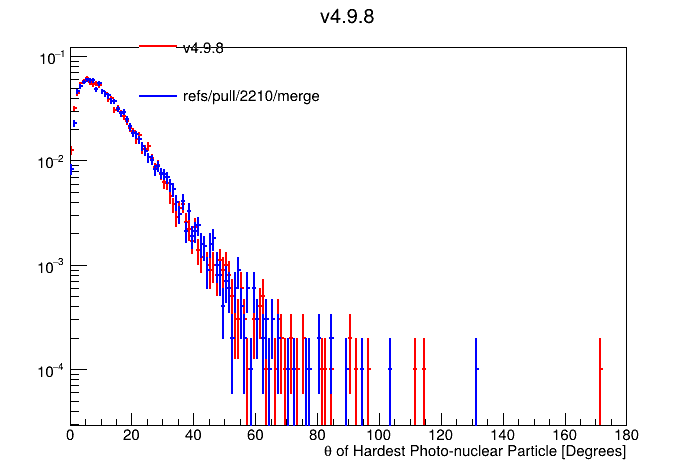 v4.9.8
v4.9.8
refs/pull/2210/merge
10⁻¹
10⁻²
10⁻³
10⁻⁴
0 20 40 60 80 100 120 140 160 180
θ of Hardest Photo-nuclear Particle [Degrees]